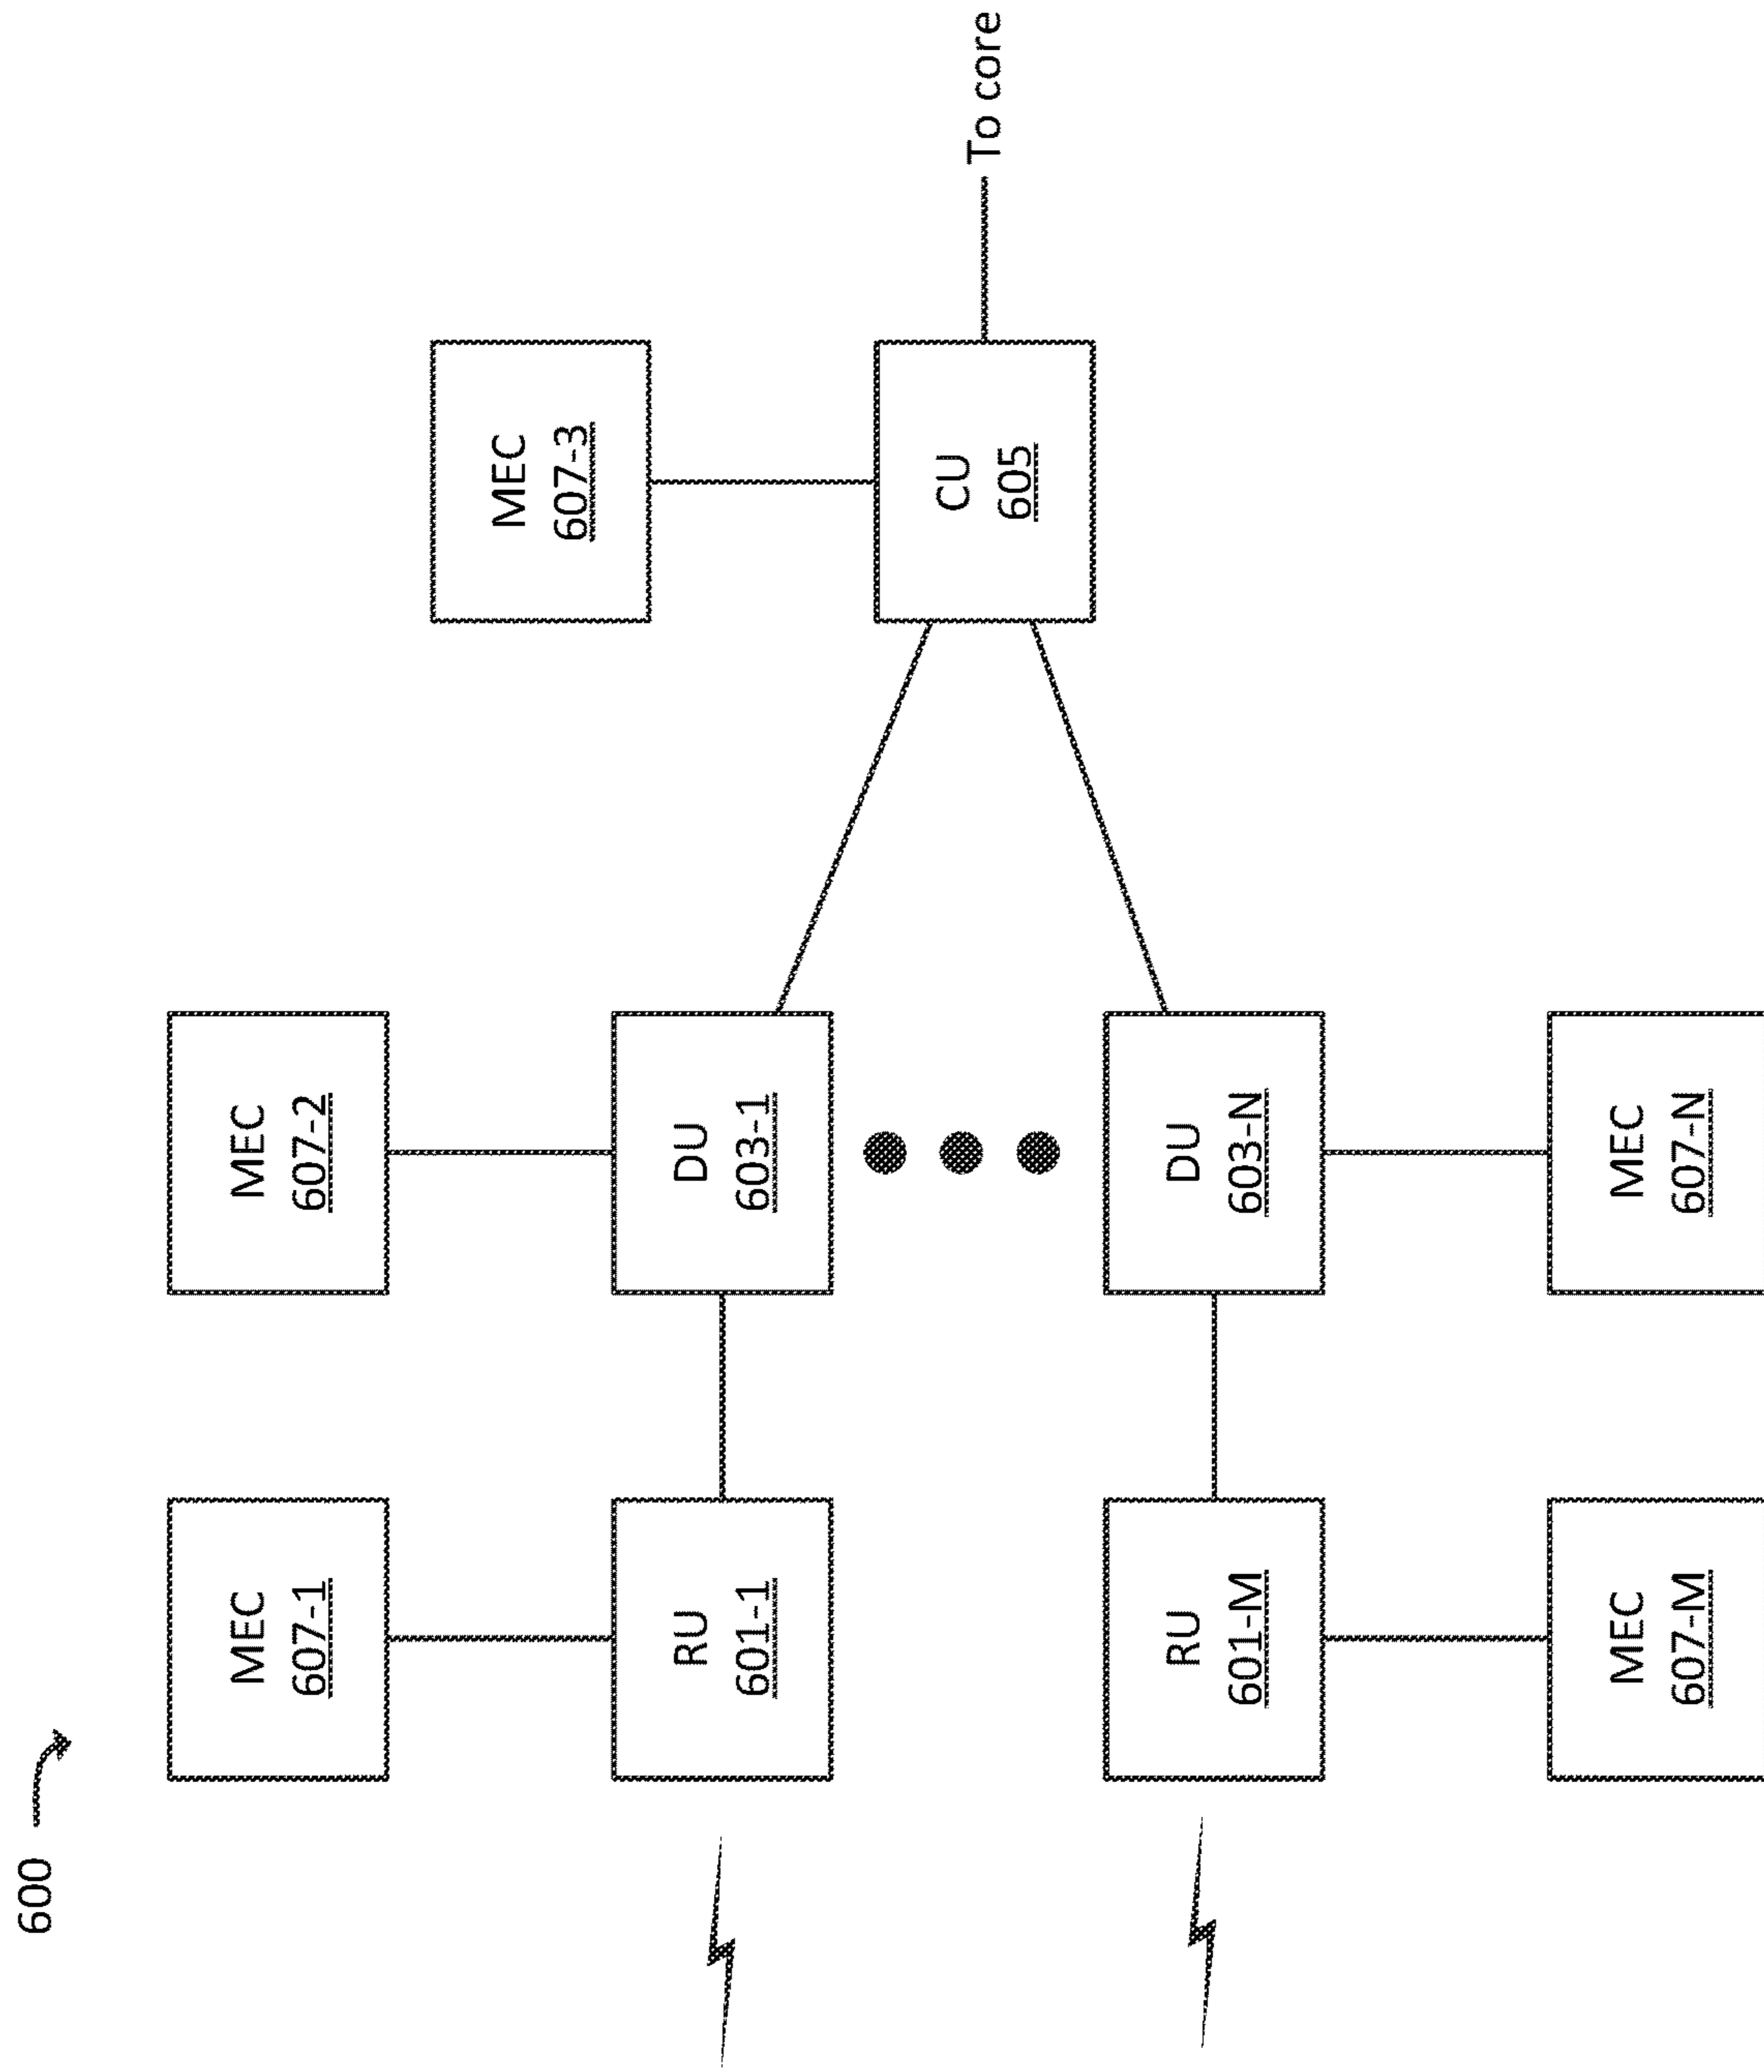 600
MEC
607-1
MEC
607-2
MEC
607-3
RU
601-1
DU
603-1
CU
605
To core
RU
601-M
DU
603-N
MEC
607-M
MEC
607-N